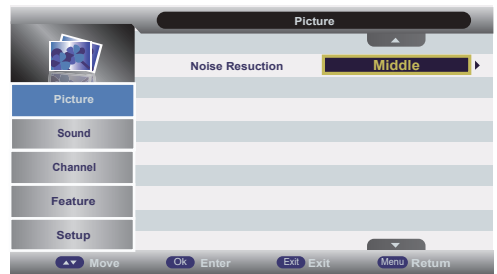 Picture
Noise Resuction Middle
Picture
Sound
Channel
Feature
Setup
Move Ok Enter Exit Exit Menu Return